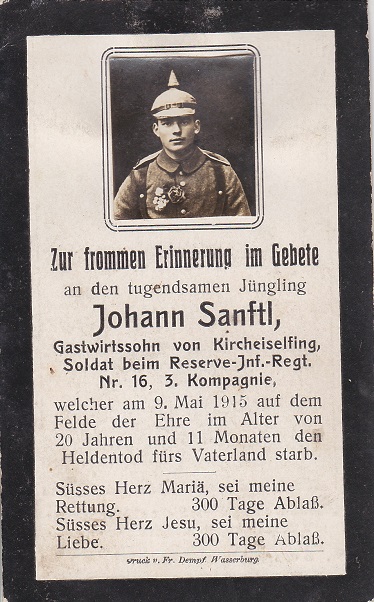 Zur frommen Erinnerung im Gebete
an den tugendsamen Jüngling
Johann Sanftl,
Gastwirtssohn von Kircheiselfing,
Soldat beim Reserve-Jnf.-Regt.
Nr. 16, 3. Kompagnie,
welcher am 9. Mai 1915 auf dem
Felde der Ehre im Alter von
20 Jahren und 11 Monaten den
Heldentod fürs Vaterland starb.
Süsses Herz Mariä, sei meine
Rettung. 300 Tage Ablaß.
Süsses Herz Jesu, sei meine
Liebe. 300 Tage Ablaß.
Druck v. Fr. Dempf, Wasserburg.